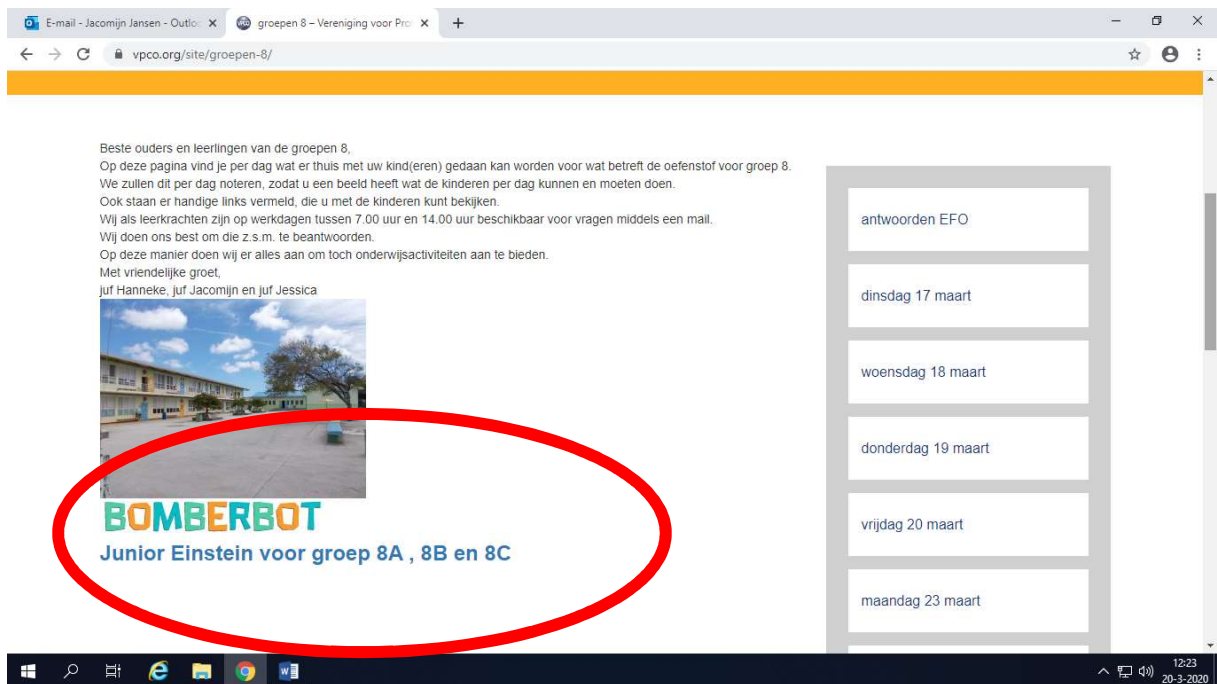 E-mail - Jacomijn Jansen - Outlo
groepen 8 – Vereniging voor Pro
vpco.org/site/groepen-8/
Beste ouders en leerlingen van de groepen 8,
Op deze pagina vind je per dag wat er thuis met uw kind(eren) gedaan kan worden voor wat betreft de oefenstof voor groep 8.
We zullen dit per dag noteren, zodat u een beeld heeft wat de kinderen per dag kunnen en moeten doen.
Ook staan er handige links vermeld, die u met de kinderen kunt bekijken.
Wij als leerkrachten zijn op werkdagen tussen 7.00 uur en 14.00 uur beschikbaar voor vragen middels een mail.
Wij doen ons best om die z.s.m. te beantwoorden.
Op deze manier doen wij er alles aan om toch onderwijsactiviteiten aan te bieden.
Met vriendelijke groet,
juf Hanneke, juf Jacomijn en juf Jessica
BOMBERBOT
Junior Einstein voor groep 8A , 8B en 8C
antwoorden EFO
dinsdag 17 maart
woensdag 18 maart
donderdag 19 maart
vrijdag 20 maart
maandag 23 maart
12:23
20-3-2020